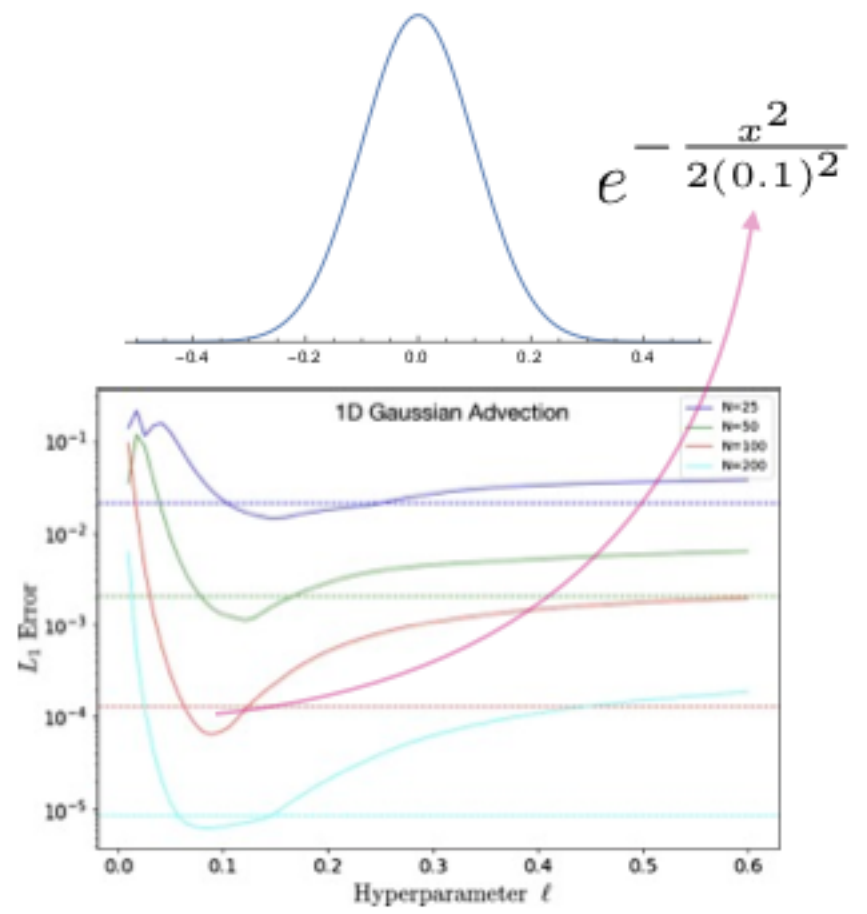 e^{-\frac{x^2}{2(0.1)^2}}
−0.4 −0.2 0.0 0.2 0.4
1D Gaussian Advection
N=25
N=50
N=100
N=200
10⁻¹
10⁻²
10⁻³
10⁻⁴
10⁻⁵
L₁ Error
0.0 0.1 0.2 0.3 0.4 0.5 0.6
Hyperparameter ℓ